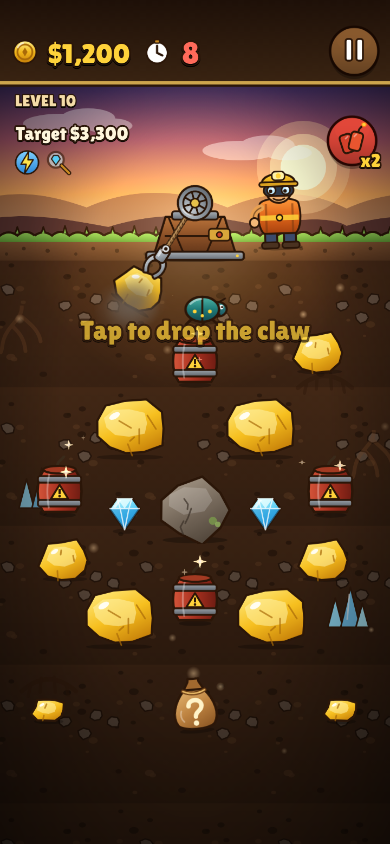 $1,200
8
LEVEL 10
Target $3,300
x2
Tap to drop the claw
?